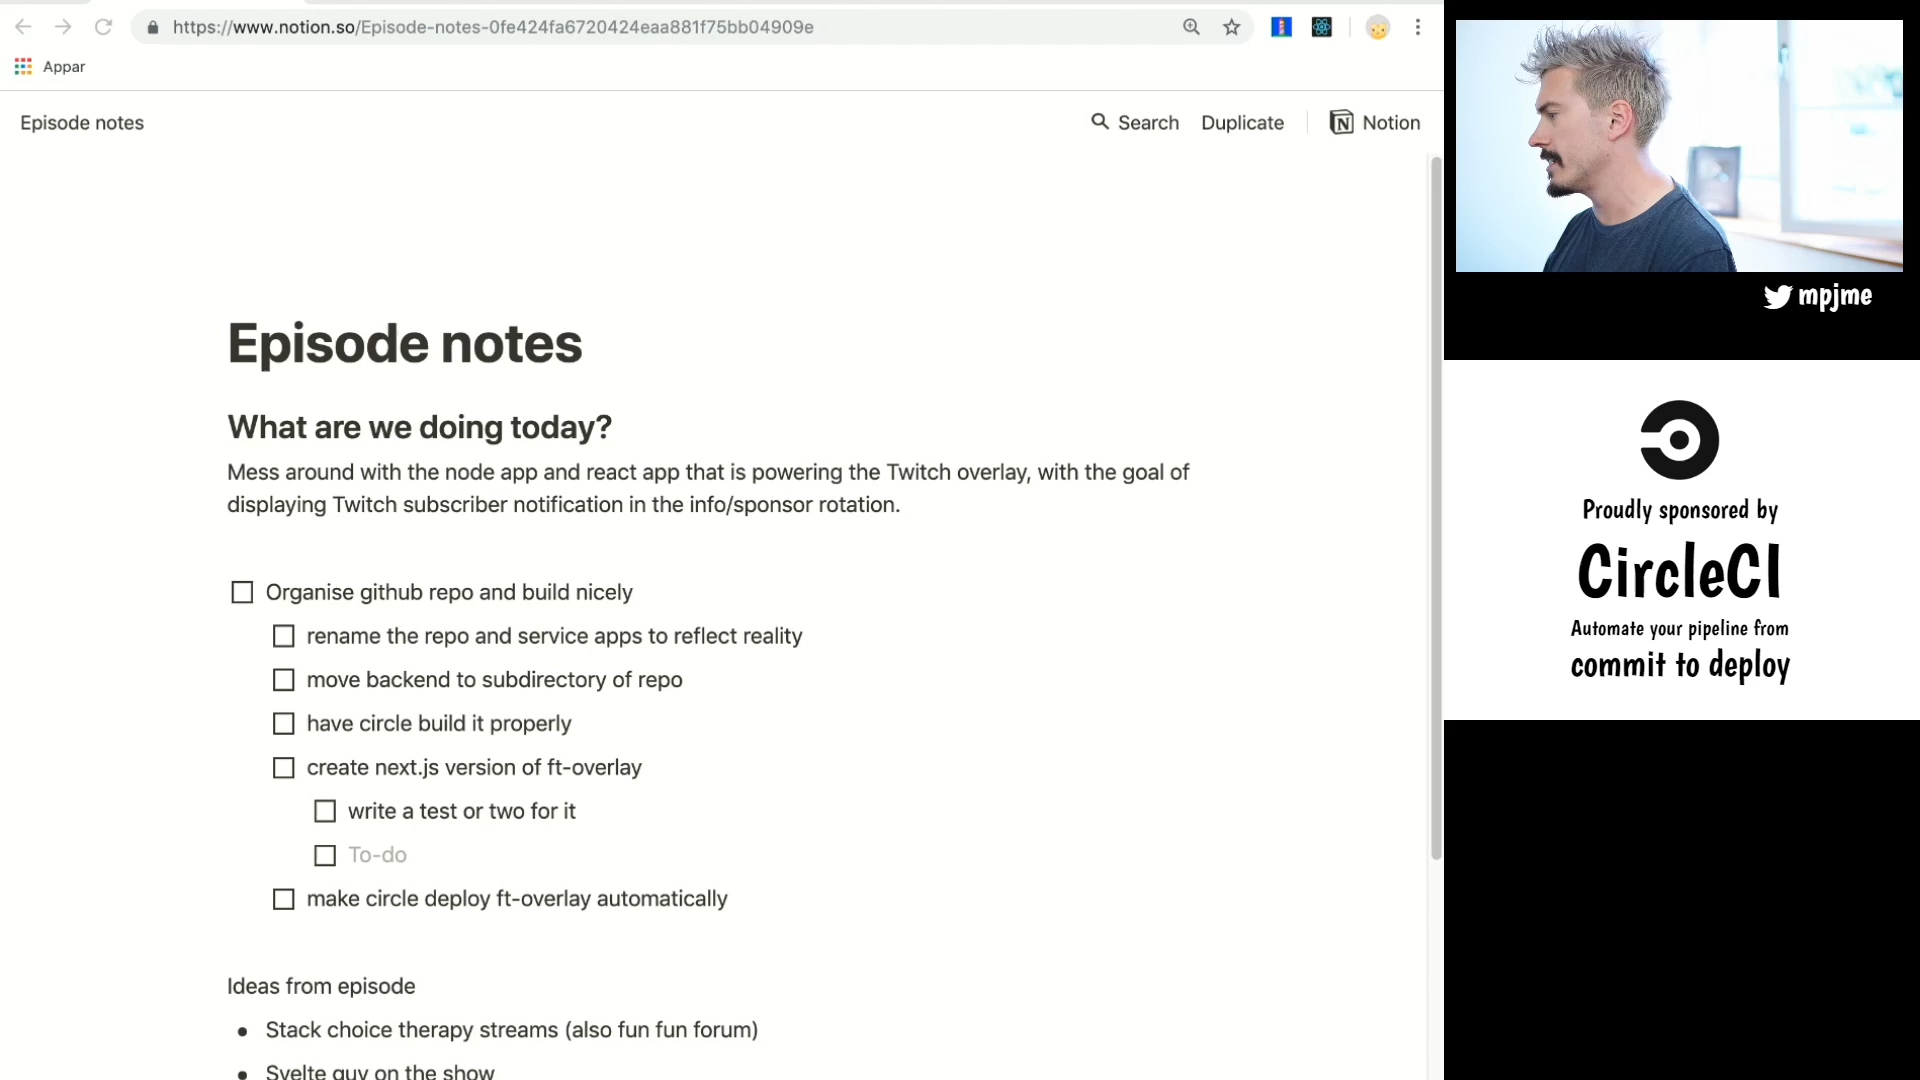 https://www.notion.so/Episode-notes-0fe424fa6720424eaa881f75bb04909e
Appar
Episode notes
Search
Duplicate
Notion
mpjme
Episode notes
What are we doing today?
Mess around with the node app and react app that is powering the Twitch overlay, with the goal of
displaying Twitch subscriber notification in the info/sponsor rotation.
Organise github repo and build nicely
rename the repo and service apps to reflect reality
move backend to subdirectory of repo
have circle build it properly
create next.js version of ft-overlay
write a test or two for it
To-do
make circle deploy ft-overlay automatically
Ideas from episode
Stack choice therapy streams (also fun fun forum)
Svelte guy on the show
Proudly sponsored by
CircleCI
Automate your pipeline from
commit to deploy